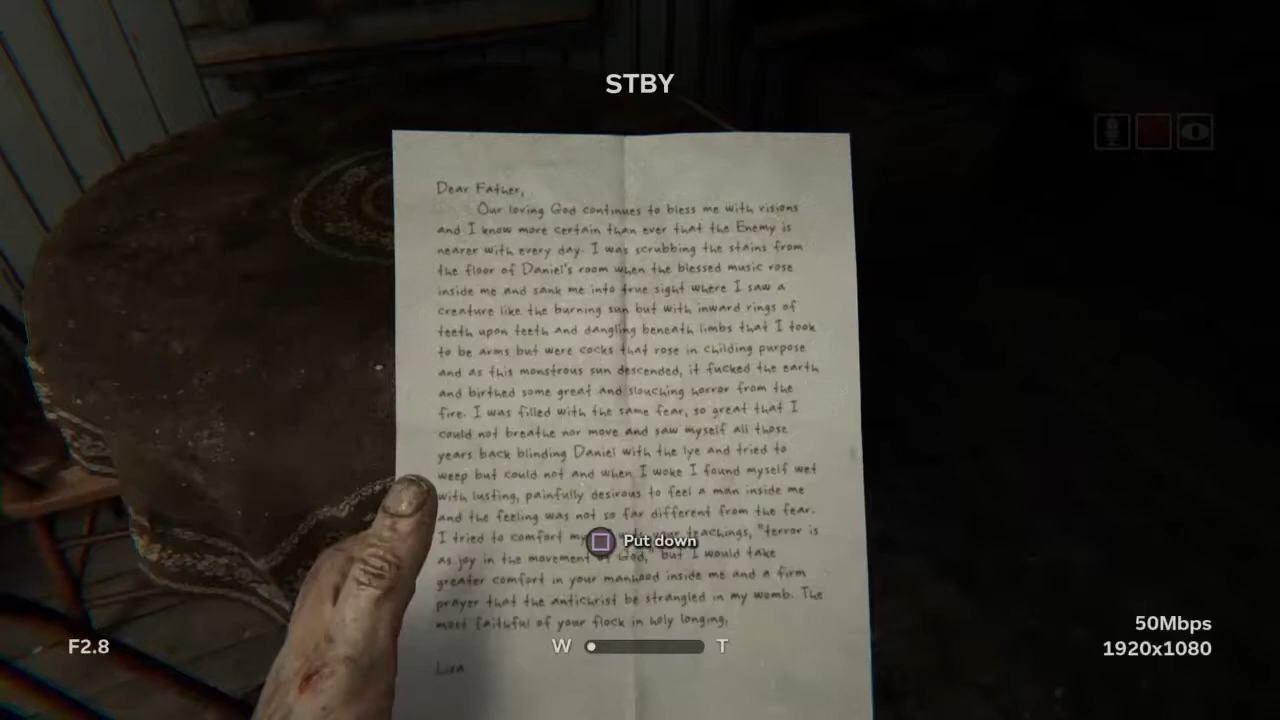 STBY
Dear Father,
Our loving God continues to bless me with visions
and I know more certain than ever that the Enemy is
nearer with every day. I was scrubbing the stains from
the floor of Daniel's room when the blessed music rose
inside me and sank me into true sight where I saw a
creature like the burning sun but with inward rings of
teeth upon teeth and dangling beneath limbs that I took
to be arms but were cocks that rose in childing purpose
and as this monstrous sun descended, it fucked the earth
and birthed some great and slouching horror from the
fire. I was filled with the same fear, so great that I
could not breathe nor move and saw myself all those
years back blinding Daniel with the lye and tried to
weep but could not and when I woke I found myself wet
with lusting, painfully desirous to feel a man inside me
and the feeling was not so far different from the fear.
I tried to comfort my your teachings, "terror is
as joy in the movement of God," but I would take
greater comfort in your manhood inside me and a firm
prayer that the antichrist be strangled in my womb. The
most faithful of your flock in holy longing,
Lisa
Put down
F2.8
W T
50Mbps
1920x1080